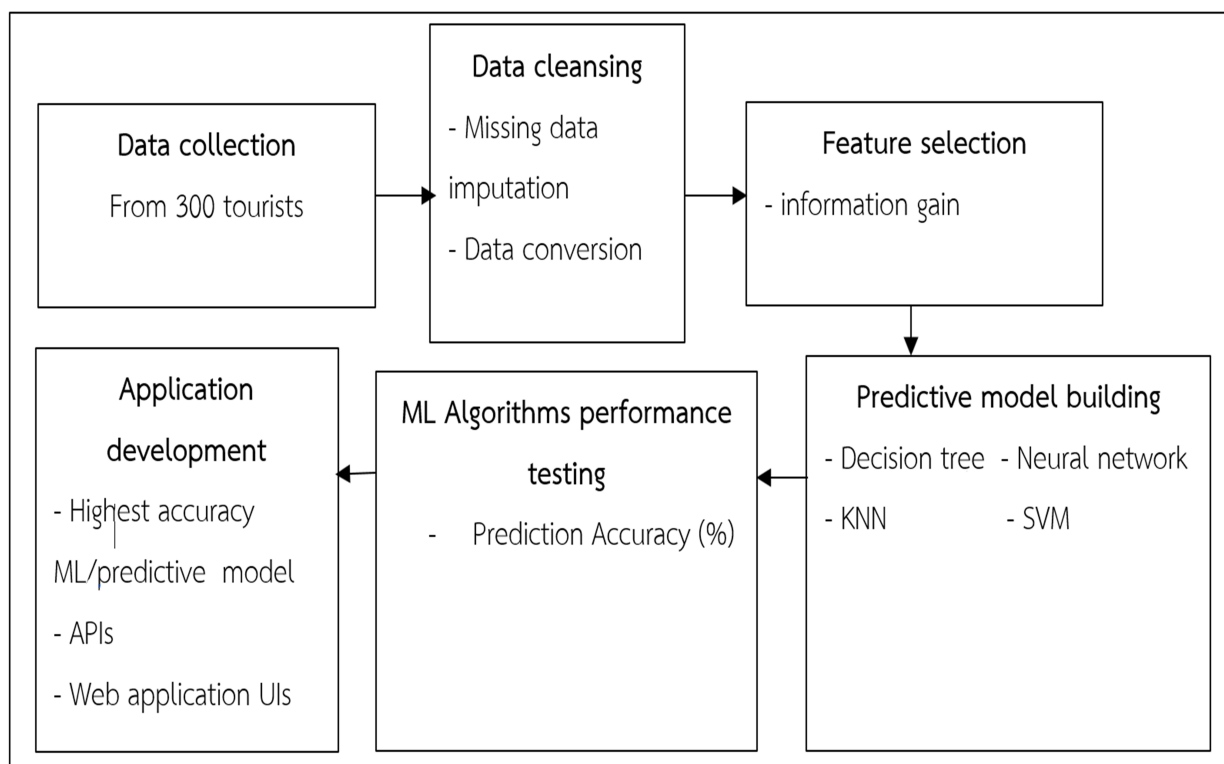 Data collection
From 300 tourists
Data cleansing
- Missing data
imputation
- Data conversion
Feature selection
- information gain
Predictive model building
- Decision tree - Neural network
- KNN - SVM
ML Algorithms performance
testing
- Prediction Accuracy (%)
Application
development
- Highest accuracy
ML/predictive model
- APIs
- Web application UIs